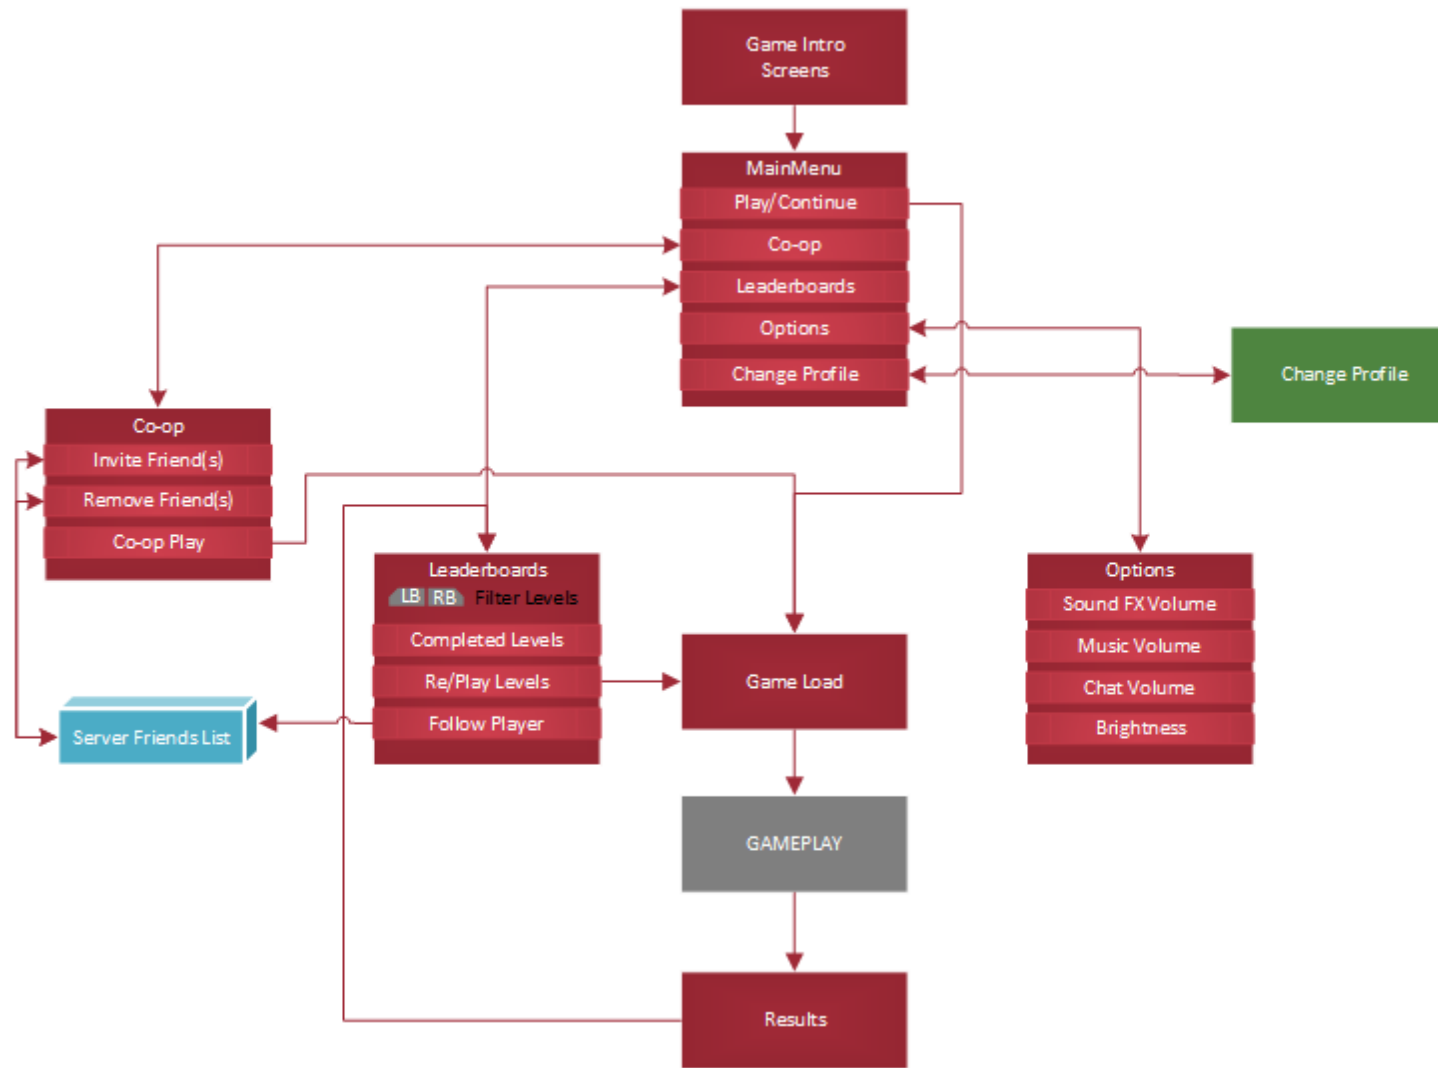 Game Intro
Screens
MainMenu
Play/Continue
Co-op
Leaderboards
Options
Change Profile
Change Profile
Co-op
Invite Friend(s)
Remove Friend(s)
Co-op Play
Leaderboards
LB RB Filter Levels
Completed Levels
Re/Play Levels
Follow Player
Options
Sound FX Volume
Music Volume
Chat Volume
Brightness
Server Friends List
Game Load
GAMEPLAY
Results